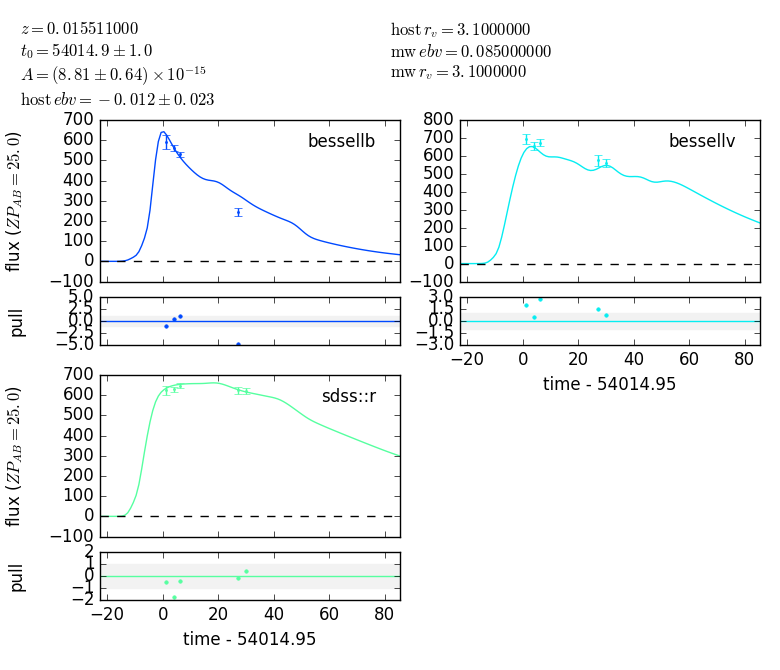 z = 0.015511000
t₀ = 54014.9 ± 1.0
A = (8.81 ± 0.64) × 10⁻¹⁵
host ebv = −0.012 ± 0.023
host r_v = 3.1000000
mw ebv = 0.085000000
mw r_v = 3.1000000
700
600
500
400
300
200
100
0
−100
flux (ZP_AB = 25.0)
bessellb
800
700
600
500
400
300
200
100
0
−100
bessellv
5.0
2.5
0.0
−2.5
−5.0
pull
3.0
1.5
0.0
−1.5
−3.0
−20 0 20 40 60 80
time - 54014.95
700
600
500
400
300
200
100
0
−100
flux (ZP_AB = 25.0)
sdss::r
2
1
0
−1
−2
pull
−20 0 20 40 60 80
time - 54014.95